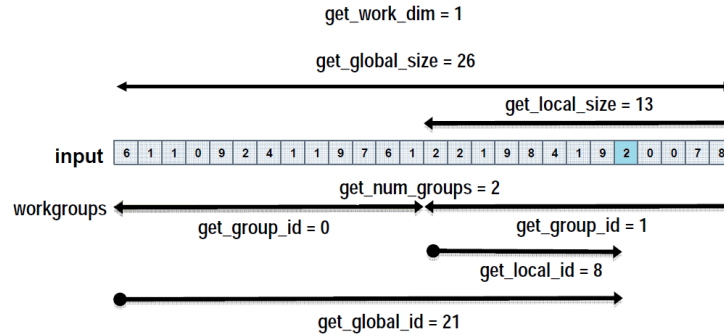 get_work_dim = 1
get_global_size = 26
get_local_size = 13
input 6 1 1 0 9 2 4 1 1 9 7 6 1 2 2 1 9 8 4 1 9 2 0 0 7 8
get_num_groups = 2
workgroups
get_group_id = 0 get_group_id = 1
get_local_id = 8
get_global_id = 21